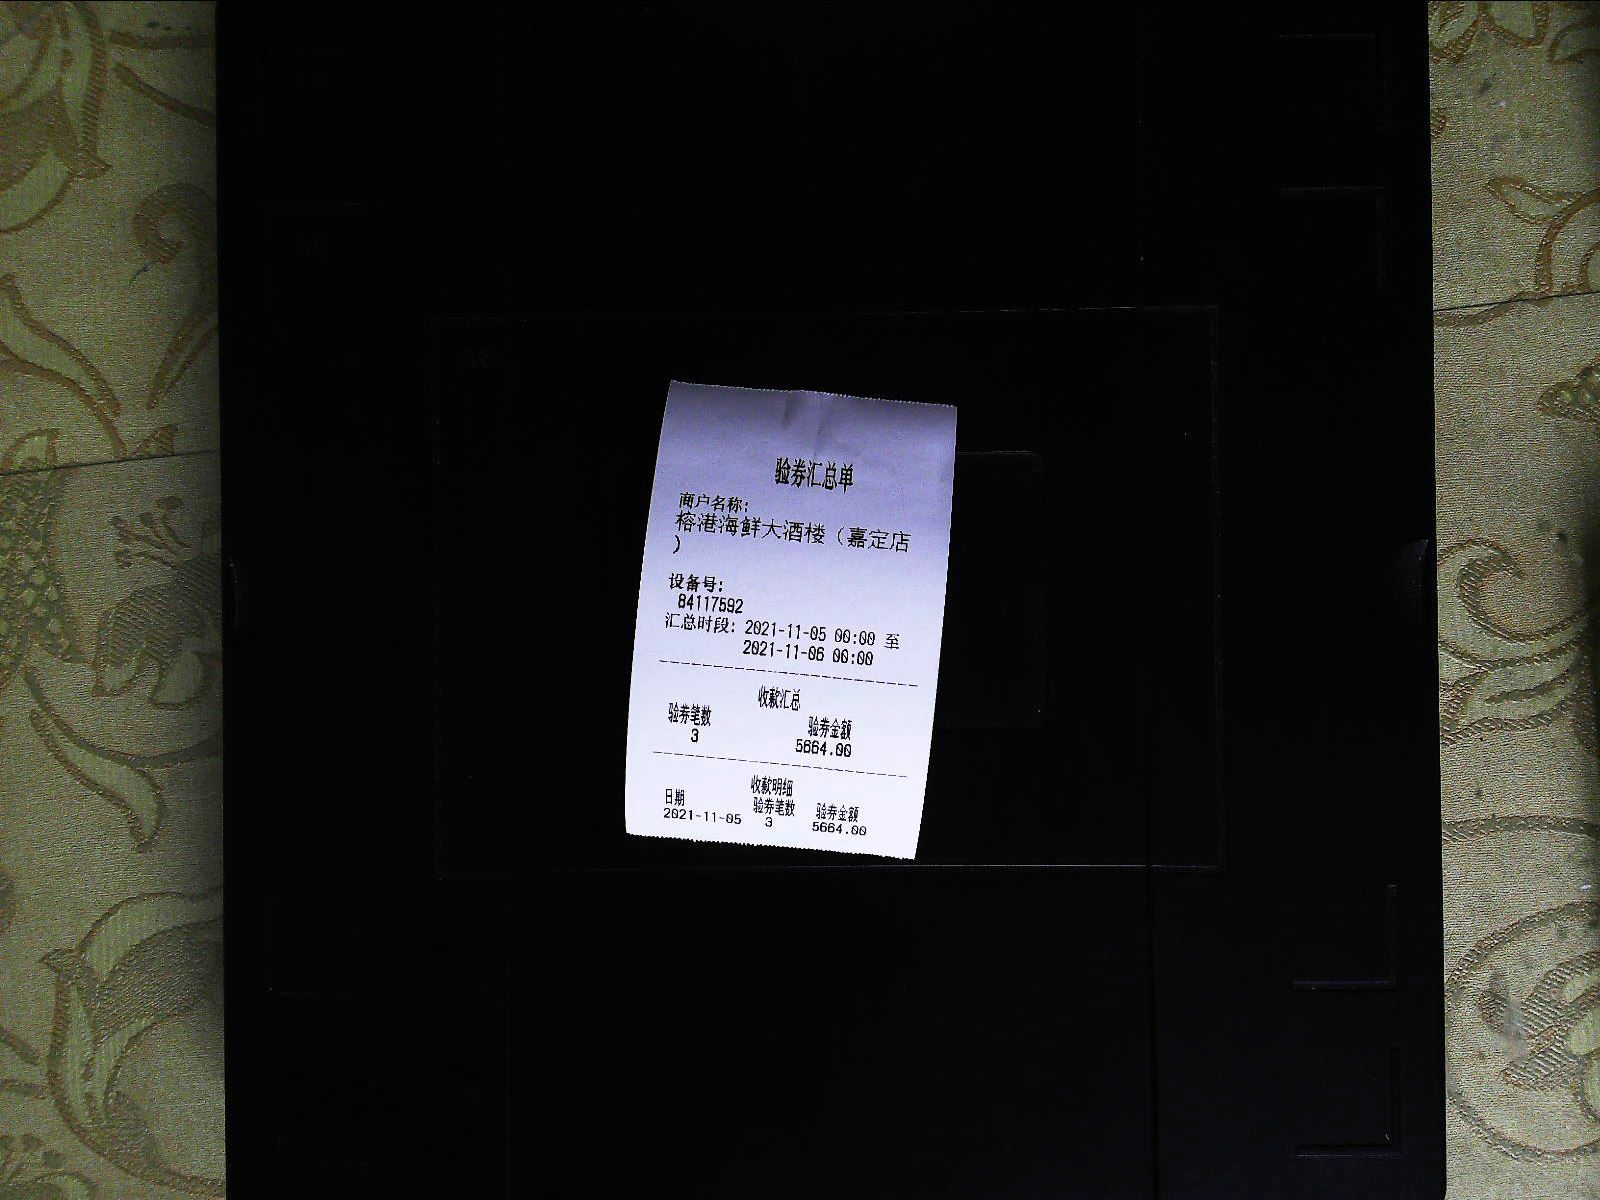 验券汇总单
商户名称:
榕港海鲜大酒楼（嘉定店
）
设备号:
84117592
汇总时段: 2021-11-05 00:00 至
2021-11-06 00:00
收款汇总
验券笔数 验券金额
3 5664.00
收款明细
日期 验券笔数 验券金额
2021-11-05 3 5664.00